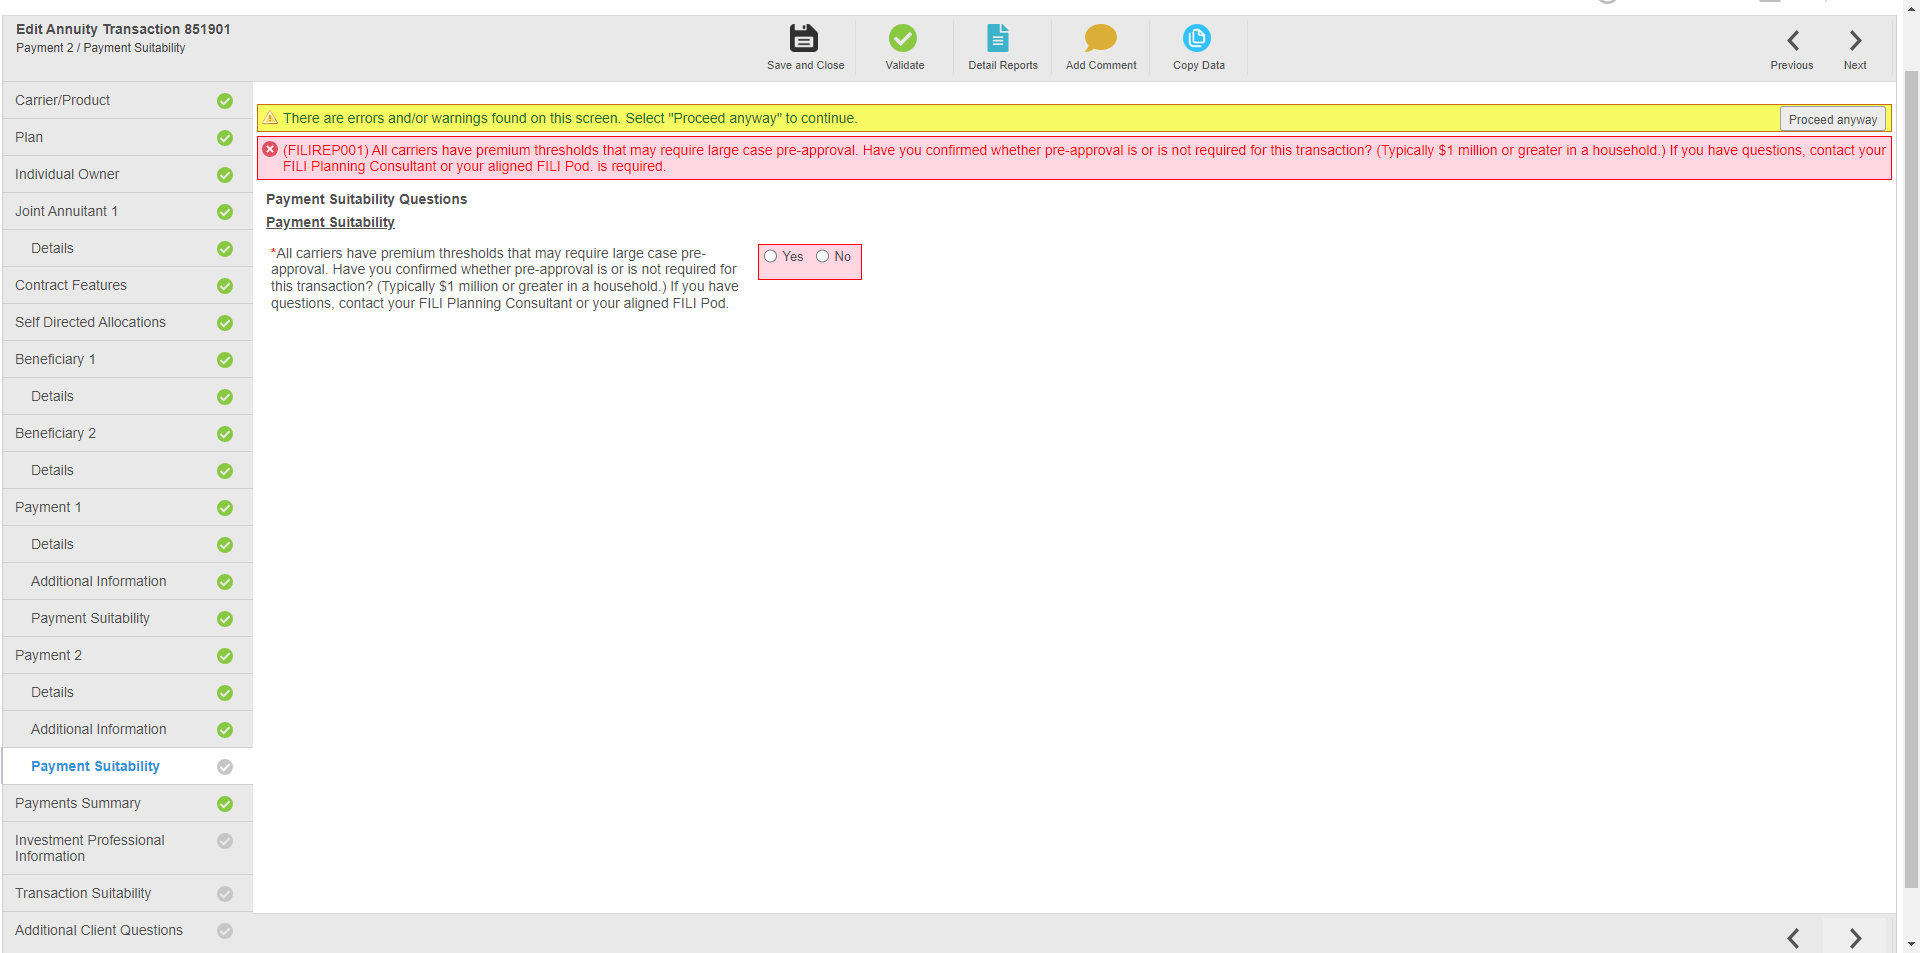 Edit Annuity Transaction 851901
Payment 2 / Payment Suitability
Save and Close
Validate
Detail Reports
Add Comment
Copy Data
Previous
Next
Carrier/Product
Plan
Individual Owner
Joint Annuitant 1
Details
Contract Features
Self Directed Allocations
Beneficiary 1
Details
Beneficiary 2
Details
Payment 1
Details
Additional Information
Payment Suitability
Payment 2
Details
Additional Information
Payment Suitability
Payments Summary
Investment Professional
Information
Transaction Suitability
Additional Client Questions
There are errors and/or warnings found on this screen. Select "Proceed anyway" to continue.
Proceed anyway
(FILIREP001) All carriers have premium thresholds that may require large case pre-approval. Have you confirmed whether pre-approval is or is not required for this transaction? (Typically $1 million or greater in a household.) If you have questions, contact your
FILI Planning Consultant or your aligned FILI Pod. is required.
Payment Suitability Questions
Payment Suitability
*All carriers have premium thresholds that may require large case pre-
approval. Have you confirmed whether pre-approval is or is not required for
this transaction? (Typically $1 million or greater in a household.) If you have
questions, contact your FILI Planning Consultant or your aligned FILI Pod.
Yes
No